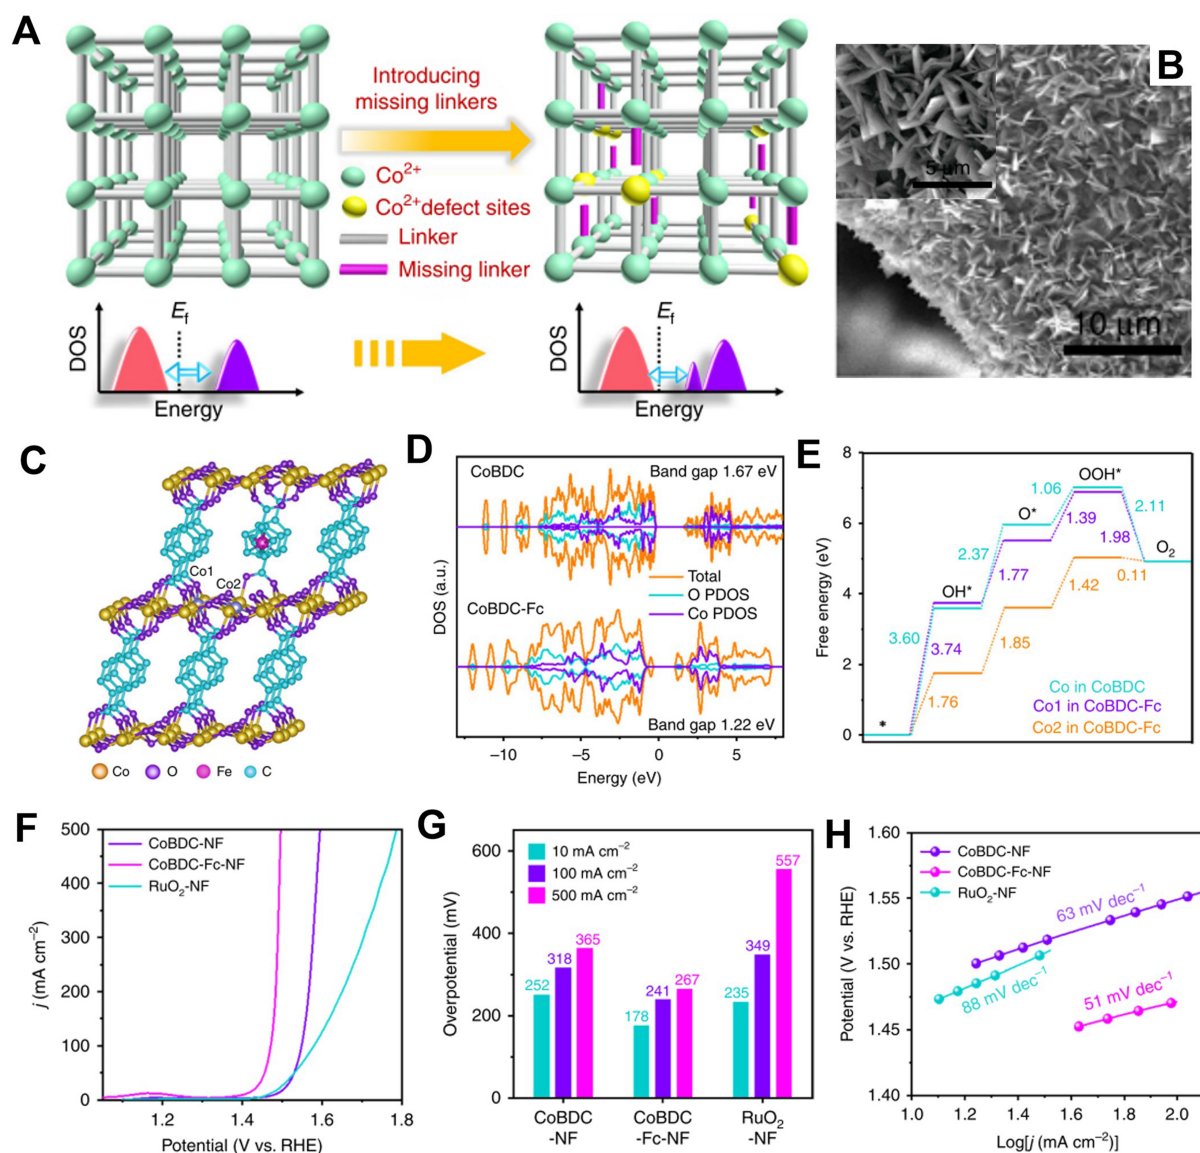 A
Introducing
missing linkers
Co²⁺
Co²⁺defect sites
Linker
Missing linker
DOS
E_f
Energy
DOS
E_f
Energy
B
5 μm
10 μm
C
Co1
Co2
Co
O
Fe
C
D
CoBDC
Band gap 1.67 eV
Total
O PDOS
Co PDOS
CoBDC-Fc
Band gap 1.22 eV
DOS (a.u.)
−10
−5
0
5
Energy (eV)
E
8
6
4
2
0
Free energy (eV)
*
OH*
O*
OOH*
O₂
3.60
3.74
1.76
2.37
1.77
1.85
1.06
1.39
1.42
2.11
1.98
0.11
Co in CoBDC
Co1 in CoBDC-Fc
Co2 in CoBDC-Fc
F
500
400
300
200
100
0
j (mA cm⁻²)
CoBDC-NF
CoBDC-Fc-NF
RuO₂-NF
1.2
1.4
1.6
1.8
Potential (V vs. RHE)
G
600
400
200
0
Overpotential (mV)
10 mA cm⁻²
100 mA cm⁻²
500 mA cm⁻²
252
318
365
178
241
267
235
349
557
CoBDC
-NF
CoBDC
-Fc-NF
RuO₂
-NF
H
1.60
1.55
1.50
1.45
1.40
Potential (V vs. RHE)
CoBDC-NF
CoBDC-Fc-NF
RuO₂-NF
63 mV dec⁻¹
88 mV dec⁻¹
51 mV dec⁻¹
1.0
1.2
1.4
1.6
1.8
2.0
Log[j (mA cm⁻²)]